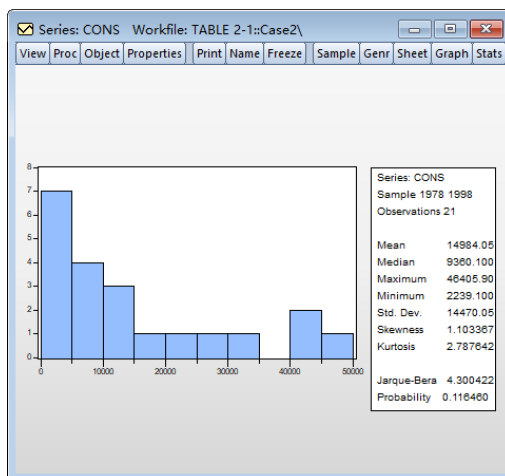 Series: CONS Workfile: TABLE 2-1::Case2\
View Proc Object Properties Print Name Freeze Sample Genr Sheet Graph Stats
8
7
6
5
4
3
2
1
0
0 10000 20000 30000 40000 50000
Series: CONS
Sample 1978 1998
Observations 21
Mean 14984.05
Median 9360.100
Maximum 46405.90
Minimum 2239.100
Std. Dev. 14470.05
Skewness 1.103367
Kurtosis 2.787642
Jarque-Bera 4.300422
Probability 0.116460